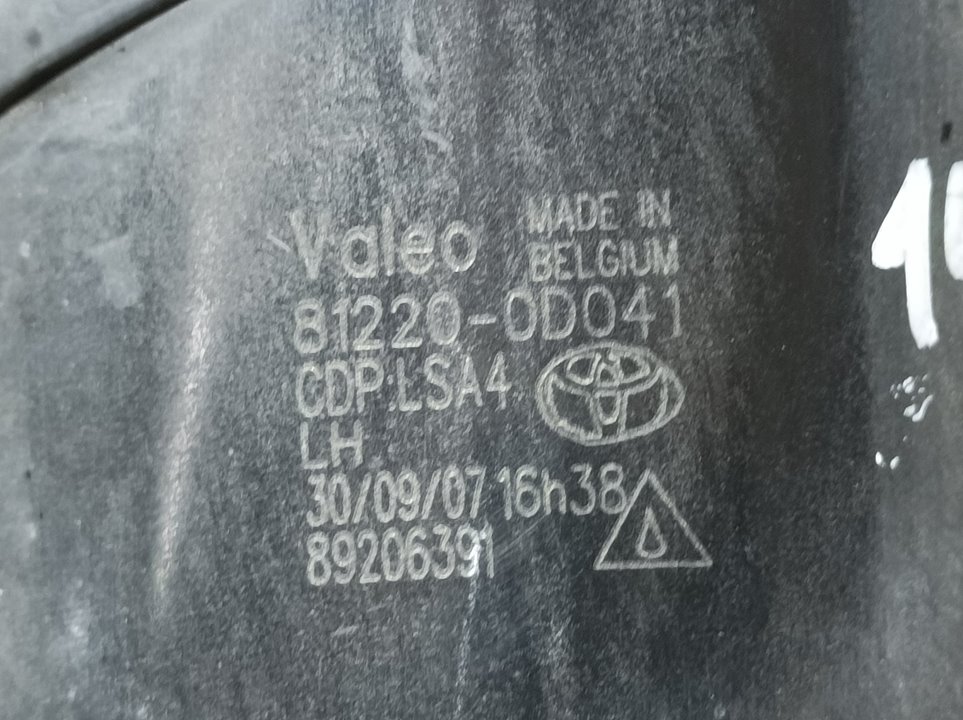 Valeo MADE IN
BELGIUM
81220-0D041
CDP:LSA4
LH
30/09/07 16h38
89206391